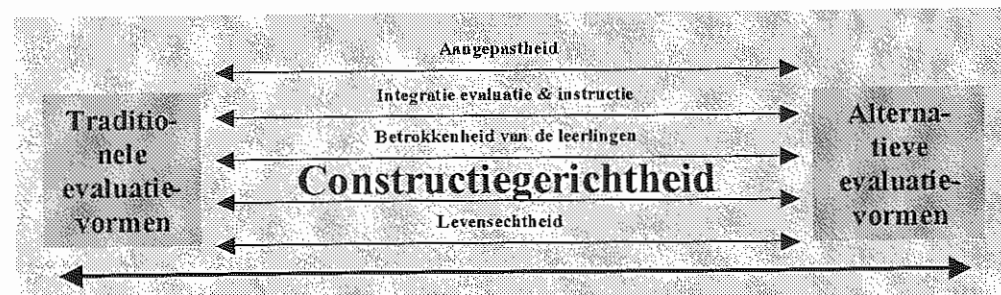 Aangepastheid
Integratie evaluatie & instructie
Betrokkenheid van de leerlingen
Constructiegerichtheid
Levensechtheid
Traditio-
nele
evaluatie-
vormen
Alterna-
tieve
evaluatie-
vormen